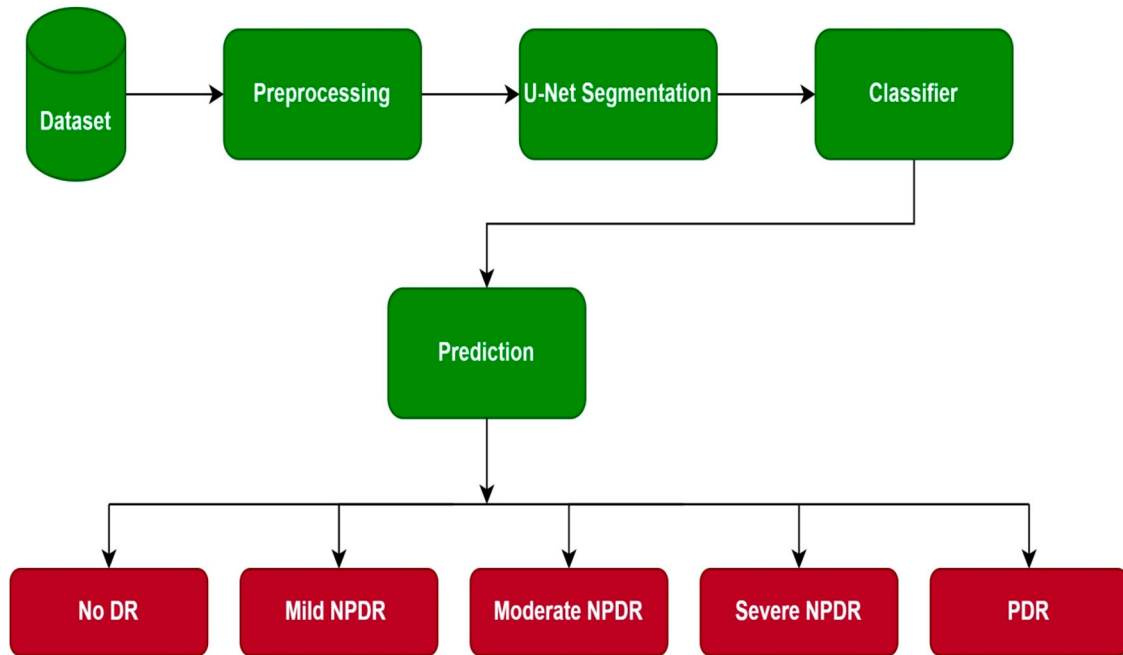 Dataset
Preprocessing
U-Net Segmentation
Classifier
Prediction
No DR
Mild NPDR
Moderate NPDR
Severe NPDR
PDR